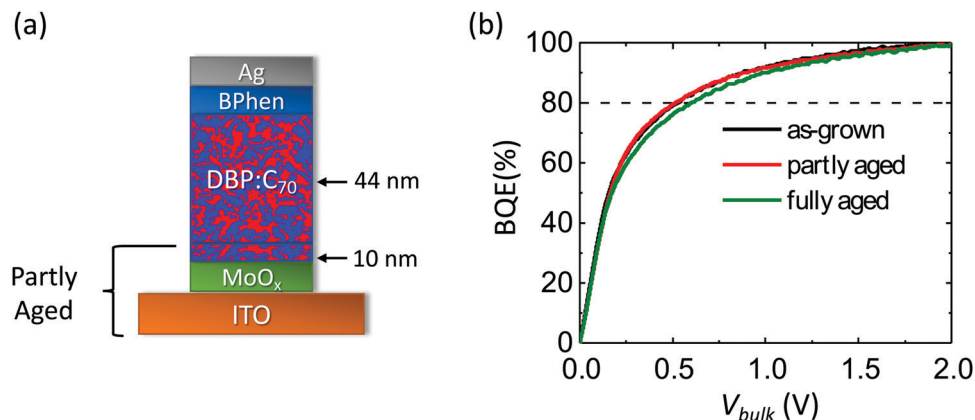 (a)
Ag
BPhen
DBP:C₇₀
44 nm
10 nm
MoOₓ
ITO
Partly
Aged
(b)
BQE(%)
100
80
60
40
20
0
as-grown
partly aged
fully aged
0.0 0.5 1.0 1.5 2.0
V_bulk (V)